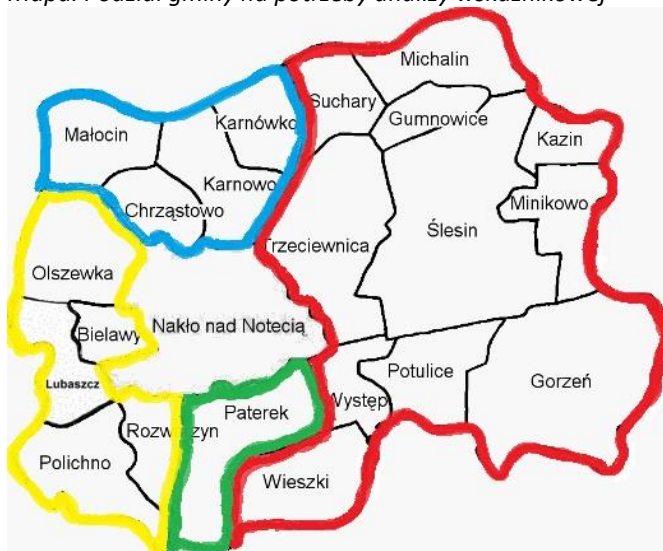 Mapa. Podział gminy na potrzeby analizy wskaźnikowej
Michalin
Suchary
Gumnowice
Karnówko
Małocin
Kazin
Karnowo
Chrząstowo
Minikowo
Trzeciewnica
Ślesin
Olszewka
Nakło nad Notecią
Bielawy
Lubaszcz
Potulice
Gorzeń
Występ
Paterek
Rozwarzyn
Polichno
Wieszki